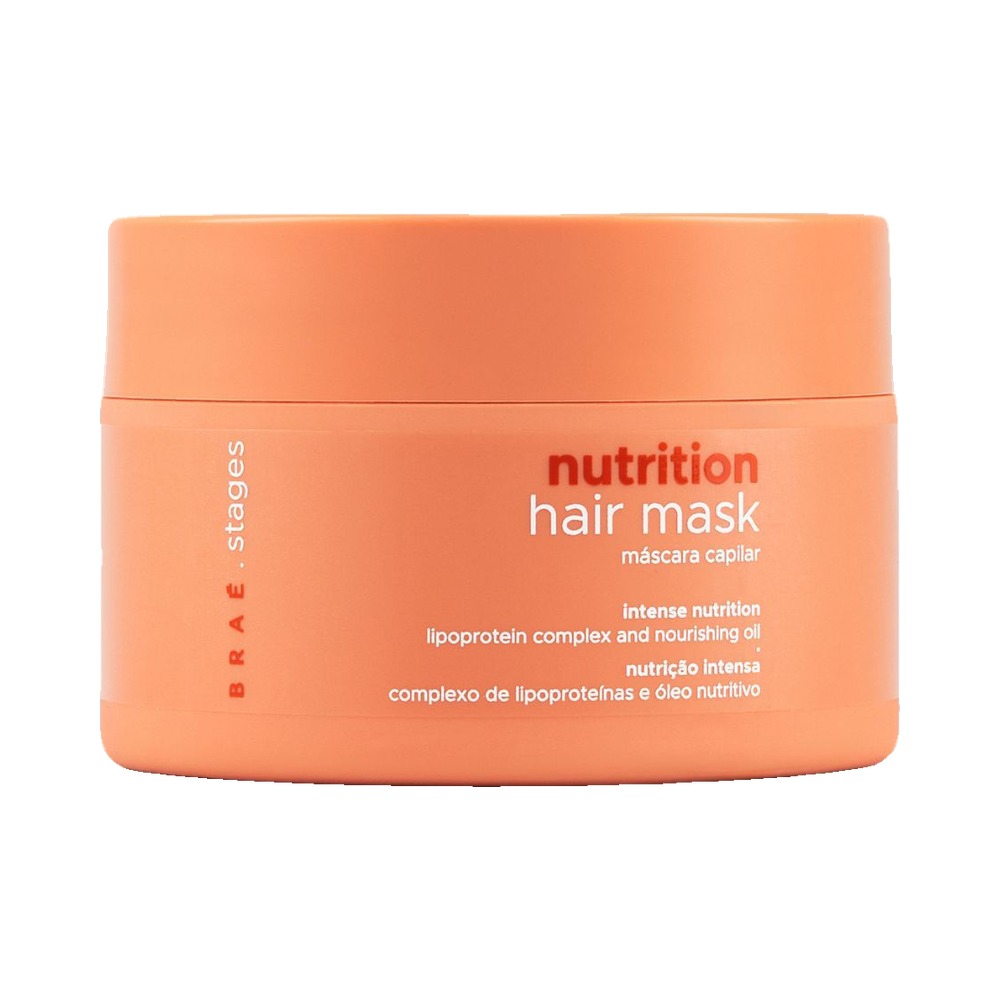 BRAÉ . stages
nutrition
hair mask
máscara capilar
intense nutrition
lipoprotein complex and nourishing oil
.
nutrição intensa
complexo de lipoproteínas e óleo nutritivo